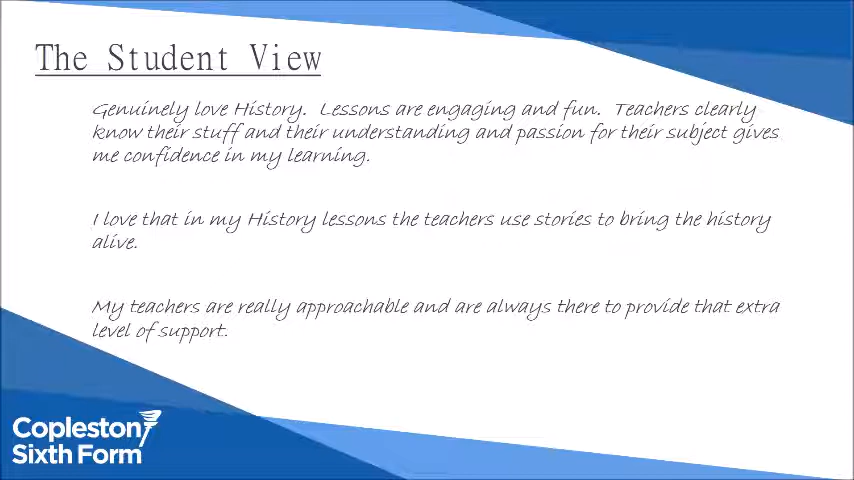 The Student View
Genuinely love History.  Lessons are engaging and fun.  Teachers clearly
know their stuff and their understanding and passion for their subject gives
me confidence in my learning.
I love that in my History lessons the teachers use stories to bring the history
alive.
My teachers are really approachable and are always there to provide that extra
level of support.
Copleston
Sixth Form